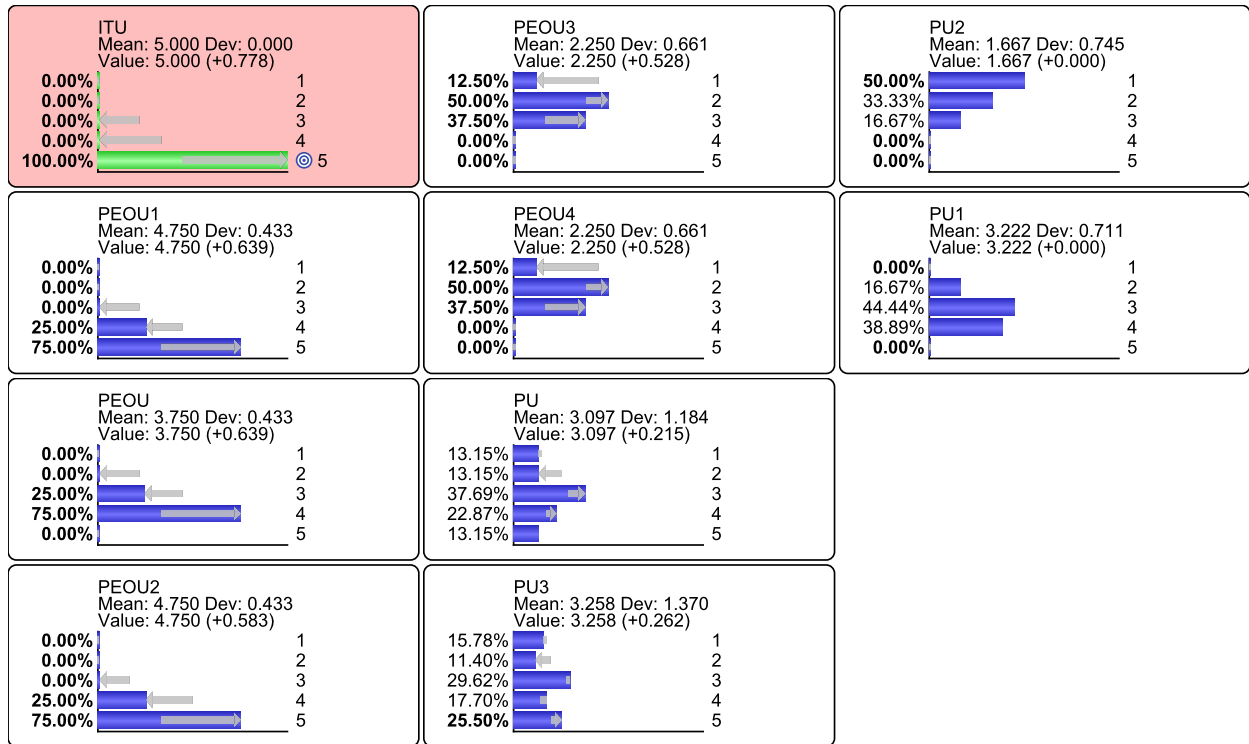 ITU
Mean: 5.000 Dev: 0.000
Value: 5.000 (+0.778)
0.00% 1
0.00% 2
0.00% 3
0.00% 4
100.00% 5
PEOU1
Mean: 4.750 Dev: 0.433
Value: 4.750 (+0.639)
0.00% 1
0.00% 2
0.00% 3
25.00% 4
75.00% 5
PEOU
Mean: 3.750 Dev: 0.433
Value: 3.750 (+0.639)
0.00% 1
0.00% 2
25.00% 3
75.00% 4
0.00% 5
PEOU2
Mean: 4.750 Dev: 0.433
Value: 4.750 (+0.583)
0.00% 1
0.00% 2
0.00% 3
25.00% 4
75.00% 5
PEOU3
Mean: 2.250 Dev: 0.661
Value: 2.250 (+0.528)
12.50% 1
50.00% 2
37.50% 3
0.00% 4
0.00% 5
PEOU4
Mean: 2.250 Dev: 0.661
Value: 2.250 (+0.528)
12.50% 1
50.00% 2
37.50% 3
0.00% 4
0.00% 5
PU
Mean: 3.097 Dev: 1.184
Value: 3.097 (+0.215)
13.15% 1
13.15% 2
37.69% 3
22.87% 4
13.15% 5
PU3
Mean: 3.258 Dev: 1.370
Value: 3.258 (+0.262)
15.78% 1
11.40% 2
29.62% 3
17.70% 4
25.50% 5
PU2
Mean: 1.667 Dev: 0.745
Value: 1.667 (+0.000)
50.00% 1
33.33% 2
16.67% 3
0.00% 4
0.00% 5
PU1
Mean: 3.222 Dev: 0.711
Value: 3.222 (+0.000)
0.00% 1
16.67% 2
44.44% 3
38.89% 4
0.00% 5